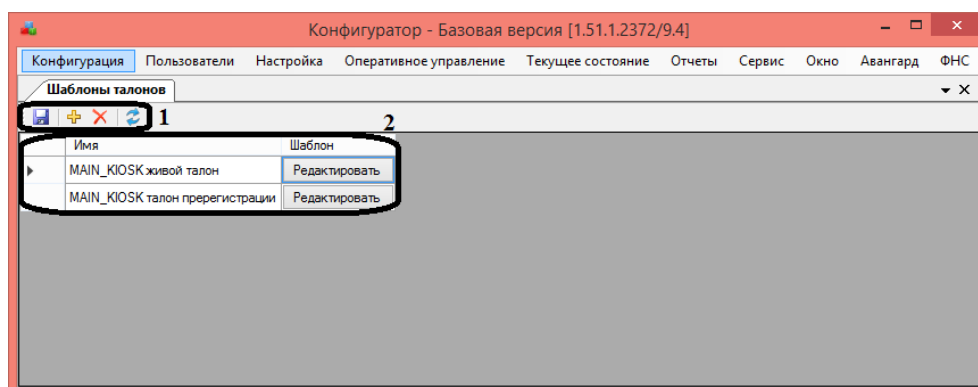 Конфигуратор - Базовая версия [1.51.1.2372/9.4]
Конфигурация Пользователи Настройка Оперативное управление Текущее состояние Отчеты Сервис Окно Авангард ФНС
Шаблоны талонов
1
2
Имя Шаблон
MAIN_KIOSK живой талон Редактировать
MAIN_KIOSK талон пререгистрации Редактировать